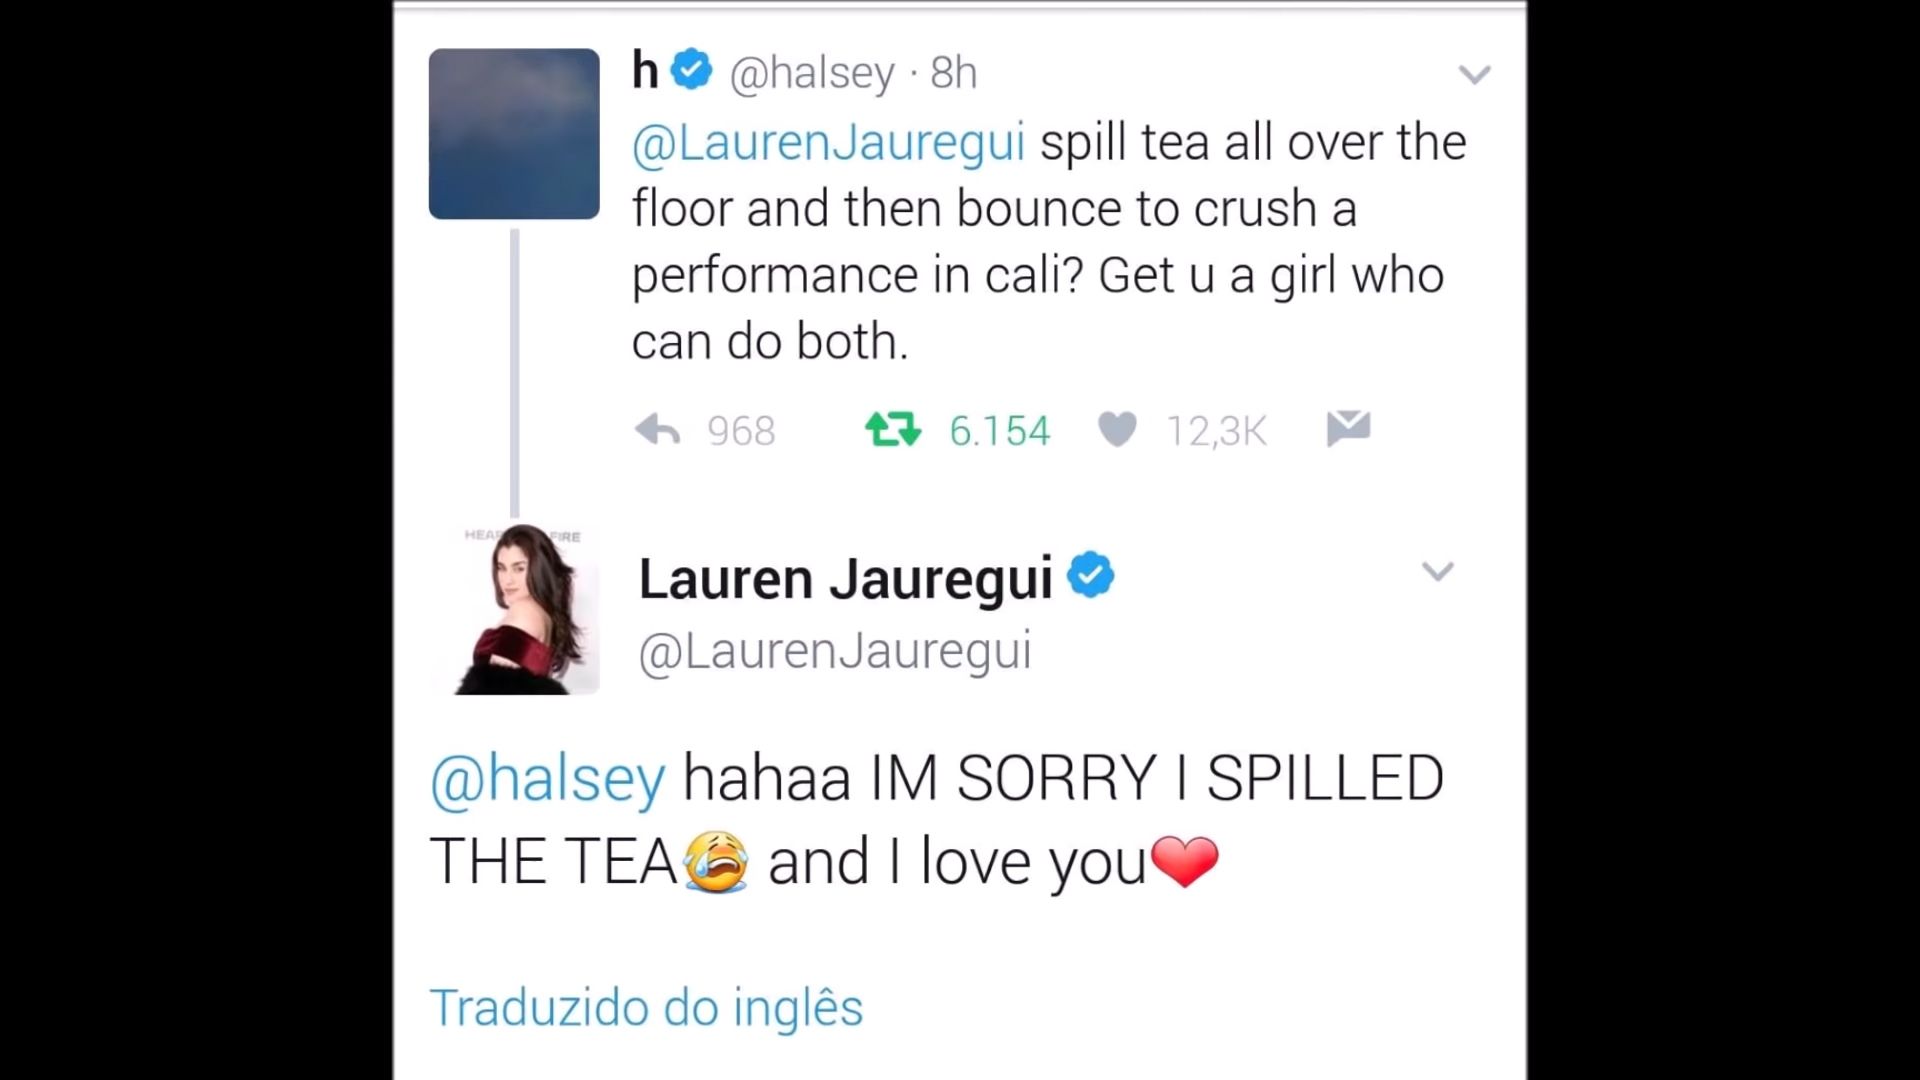 h @halsey · 8h
@LaurenJauregui spill tea all over the
floor and then bounce to crush a
performance in cali? Get u a girl who
can do both.
968 6.154 12,3K
HEAR FIRE
Lauren Jauregui
@LaurenJauregui
@halsey hahaa IM SORRY I SPILLED
THE TEA😭 and I love you❤
Traduzido do inglês